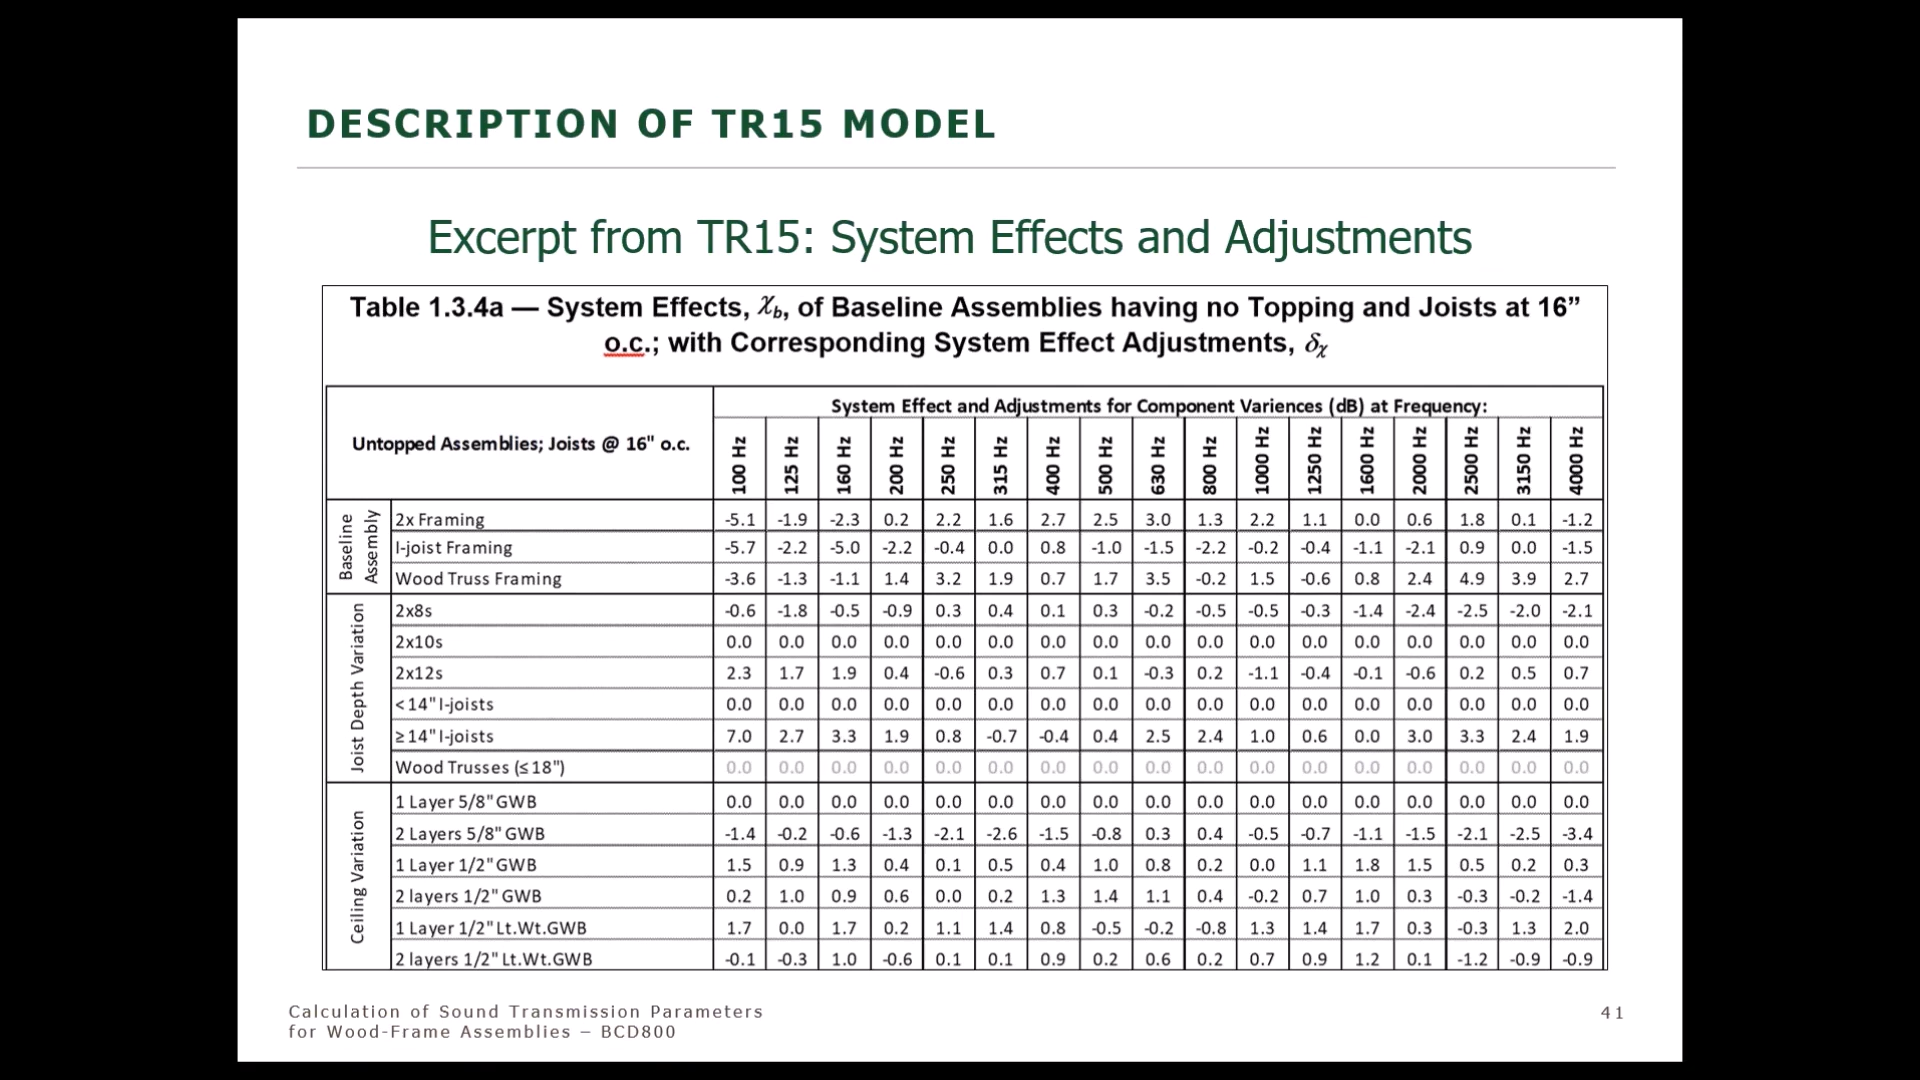 DESCRIPTION OF TR15 MODEL
Excerpt from TR15: System Effects and Adjustments
Table 1.3.4a — System Effects, χb, of Baseline Assemblies having no Topping and Joists at 16”
o.c.; with Corresponding System Effect Adjustments, δχ
System Effect and Adjustments for Component Variences (dB) at Frequency:
Untopped Assemblies; Joists @ 16" o.c.
100 Hz 125 Hz 160 Hz 200 Hz 250 Hz 315 Hz 400 Hz 500 Hz 630 Hz 800 Hz 1000 Hz 1250 Hz 1600 Hz 2000 Hz 2500 Hz 3150 Hz 4000 Hz
Baseline
Assembly
2x Framing -5.1 -1.9 -2.3 0.2 2.2 1.6 2.7 2.5 3.0 1.3 2.2 1.1 0.0 0.6 1.8 0.1 -1.2
I-joist Framing -5.7 -2.2 -5.0 -2.2 -0.4 0.0 0.8 -1.0 -1.5 -2.2 -0.2 -0.4 -1.1 -2.1 0.9 0.0 -1.5
Wood Truss Framing -3.6 -1.3 -1.1 1.4 3.2 1.9 0.7 1.7 3.5 -0.2 1.5 -0.6 0.8 2.4 4.9 3.9 2.7
Joist Depth Variation
2x8s -0.6 -1.8 -0.5 -0.9 0.3 0.4 0.1 0.3 -0.2 -0.5 -0.5 -0.3 -1.4 -2.4 -2.5 -2.0 -2.1
2x10s 0.0 0.0 0.0 0.0 0.0 0.0 0.0 0.0 0.0 0.0 0.0 0.0 0.0 0.0 0.0 0.0 0.0
2x12s 2.3 1.7 1.9 0.4 -0.6 0.3 0.7 0.1 -0.3 0.2 -1.1 -0.4 -0.1 -0.6 0.2 0.5 0.7
<14" I-joists 0.0 0.0 0.0 0.0 0.0 0.0 0.0 0.0 0.0 0.0 0.0 0.0 0.0 0.0 0.0 0.0 0.0
≥14" I-joists 7.0 2.7 3.3 1.9 0.8 -0.7 -0.4 0.4 2.5 2.4 1.0 0.6 0.0 3.0 3.3 2.4 1.9
Wood Trusses (≤18") 0.0 0.0 0.0 0.0 0.0 0.0 0.0 0.0 0.0 0.0 0.0 0.0 0.0 0.0 0.0 0.0 0.0
Ceiling Variation
1 Layer 5/8" GWB 0.0 0.0 0.0 0.0 0.0 0.0 0.0 0.0 0.0 0.0 0.0 0.0 0.0 0.0 0.0 0.0 0.0
2 Layers 5/8" GWB -1.4 -0.2 -0.6 -1.3 -2.1 -2.6 -1.5 -0.8 0.3 0.4 -0.5 -0.7 -1.1 -1.5 -2.1 -2.5 -3.4
1 Layer 1/2" GWB 1.5 0.9 1.3 0.4 0.1 0.5 0.4 1.0 0.8 0.2 0.0 1.1 1.8 1.5 0.5 0.2 0.3
2 layers 1/2" GWB 0.2 1.0 0.9 0.6 0.0 0.2 1.3 1.4 1.1 0.4 -0.2 0.7 1.0 0.3 -0.3 -0.2 -1.4
1 Layer 1/2" Lt.Wt.GWB 1.7 0.0 1.7 0.2 1.1 1.4 0.8 -0.5 -0.2 -0.8 1.3 1.4 1.7 0.3 -0.3 1.3 2.0
2 layers 1/2" Lt.Wt.GWB -0.1 -0.3 1.0 -0.6 0.1 0.1 0.9 0.2 0.6 0.2 0.7 0.9 1.2 0.1 -1.2 -0.9 -0.9
Calculation of Sound Transmission Parameters
for Wood-Frame Assemblies – BCD800
41